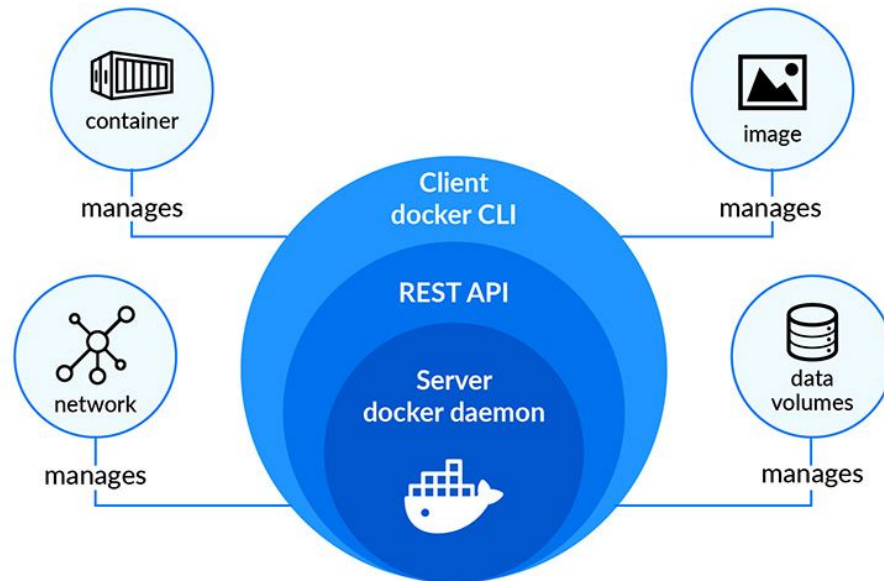 container
manages
image
manages
Client
docker CLI
REST API
Server
docker daemon
network
manages
data
volumes
manages